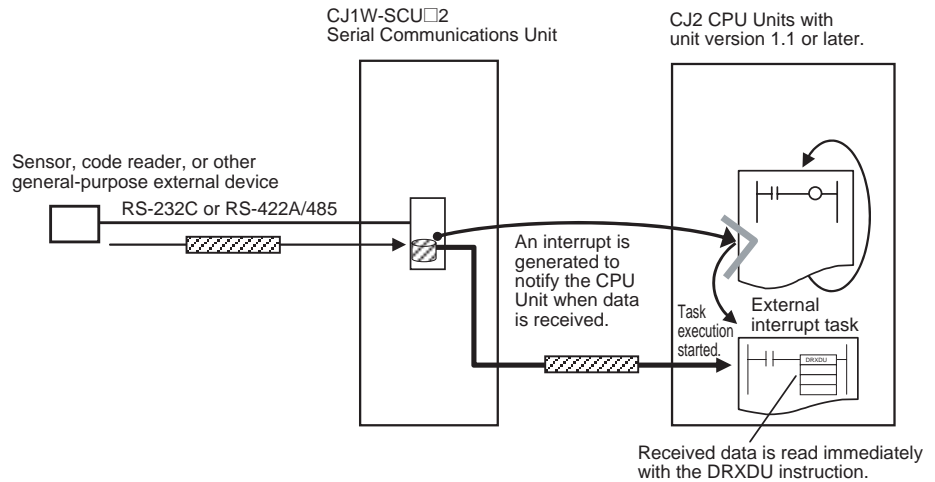 CJ1W-SCU□2
Serial Communications Unit
CJ2 CPU Units with
unit version 1.1 or later.
Sensor, code reader, or other
general-purpose external device
RS-232C or RS-422A/485
An interrupt is
generated to
notify the CPU
Unit when data
is received.
Task
execution
started.
External
interrupt task
DRXDU
Received data is read immediately
with the DRXDU instruction.